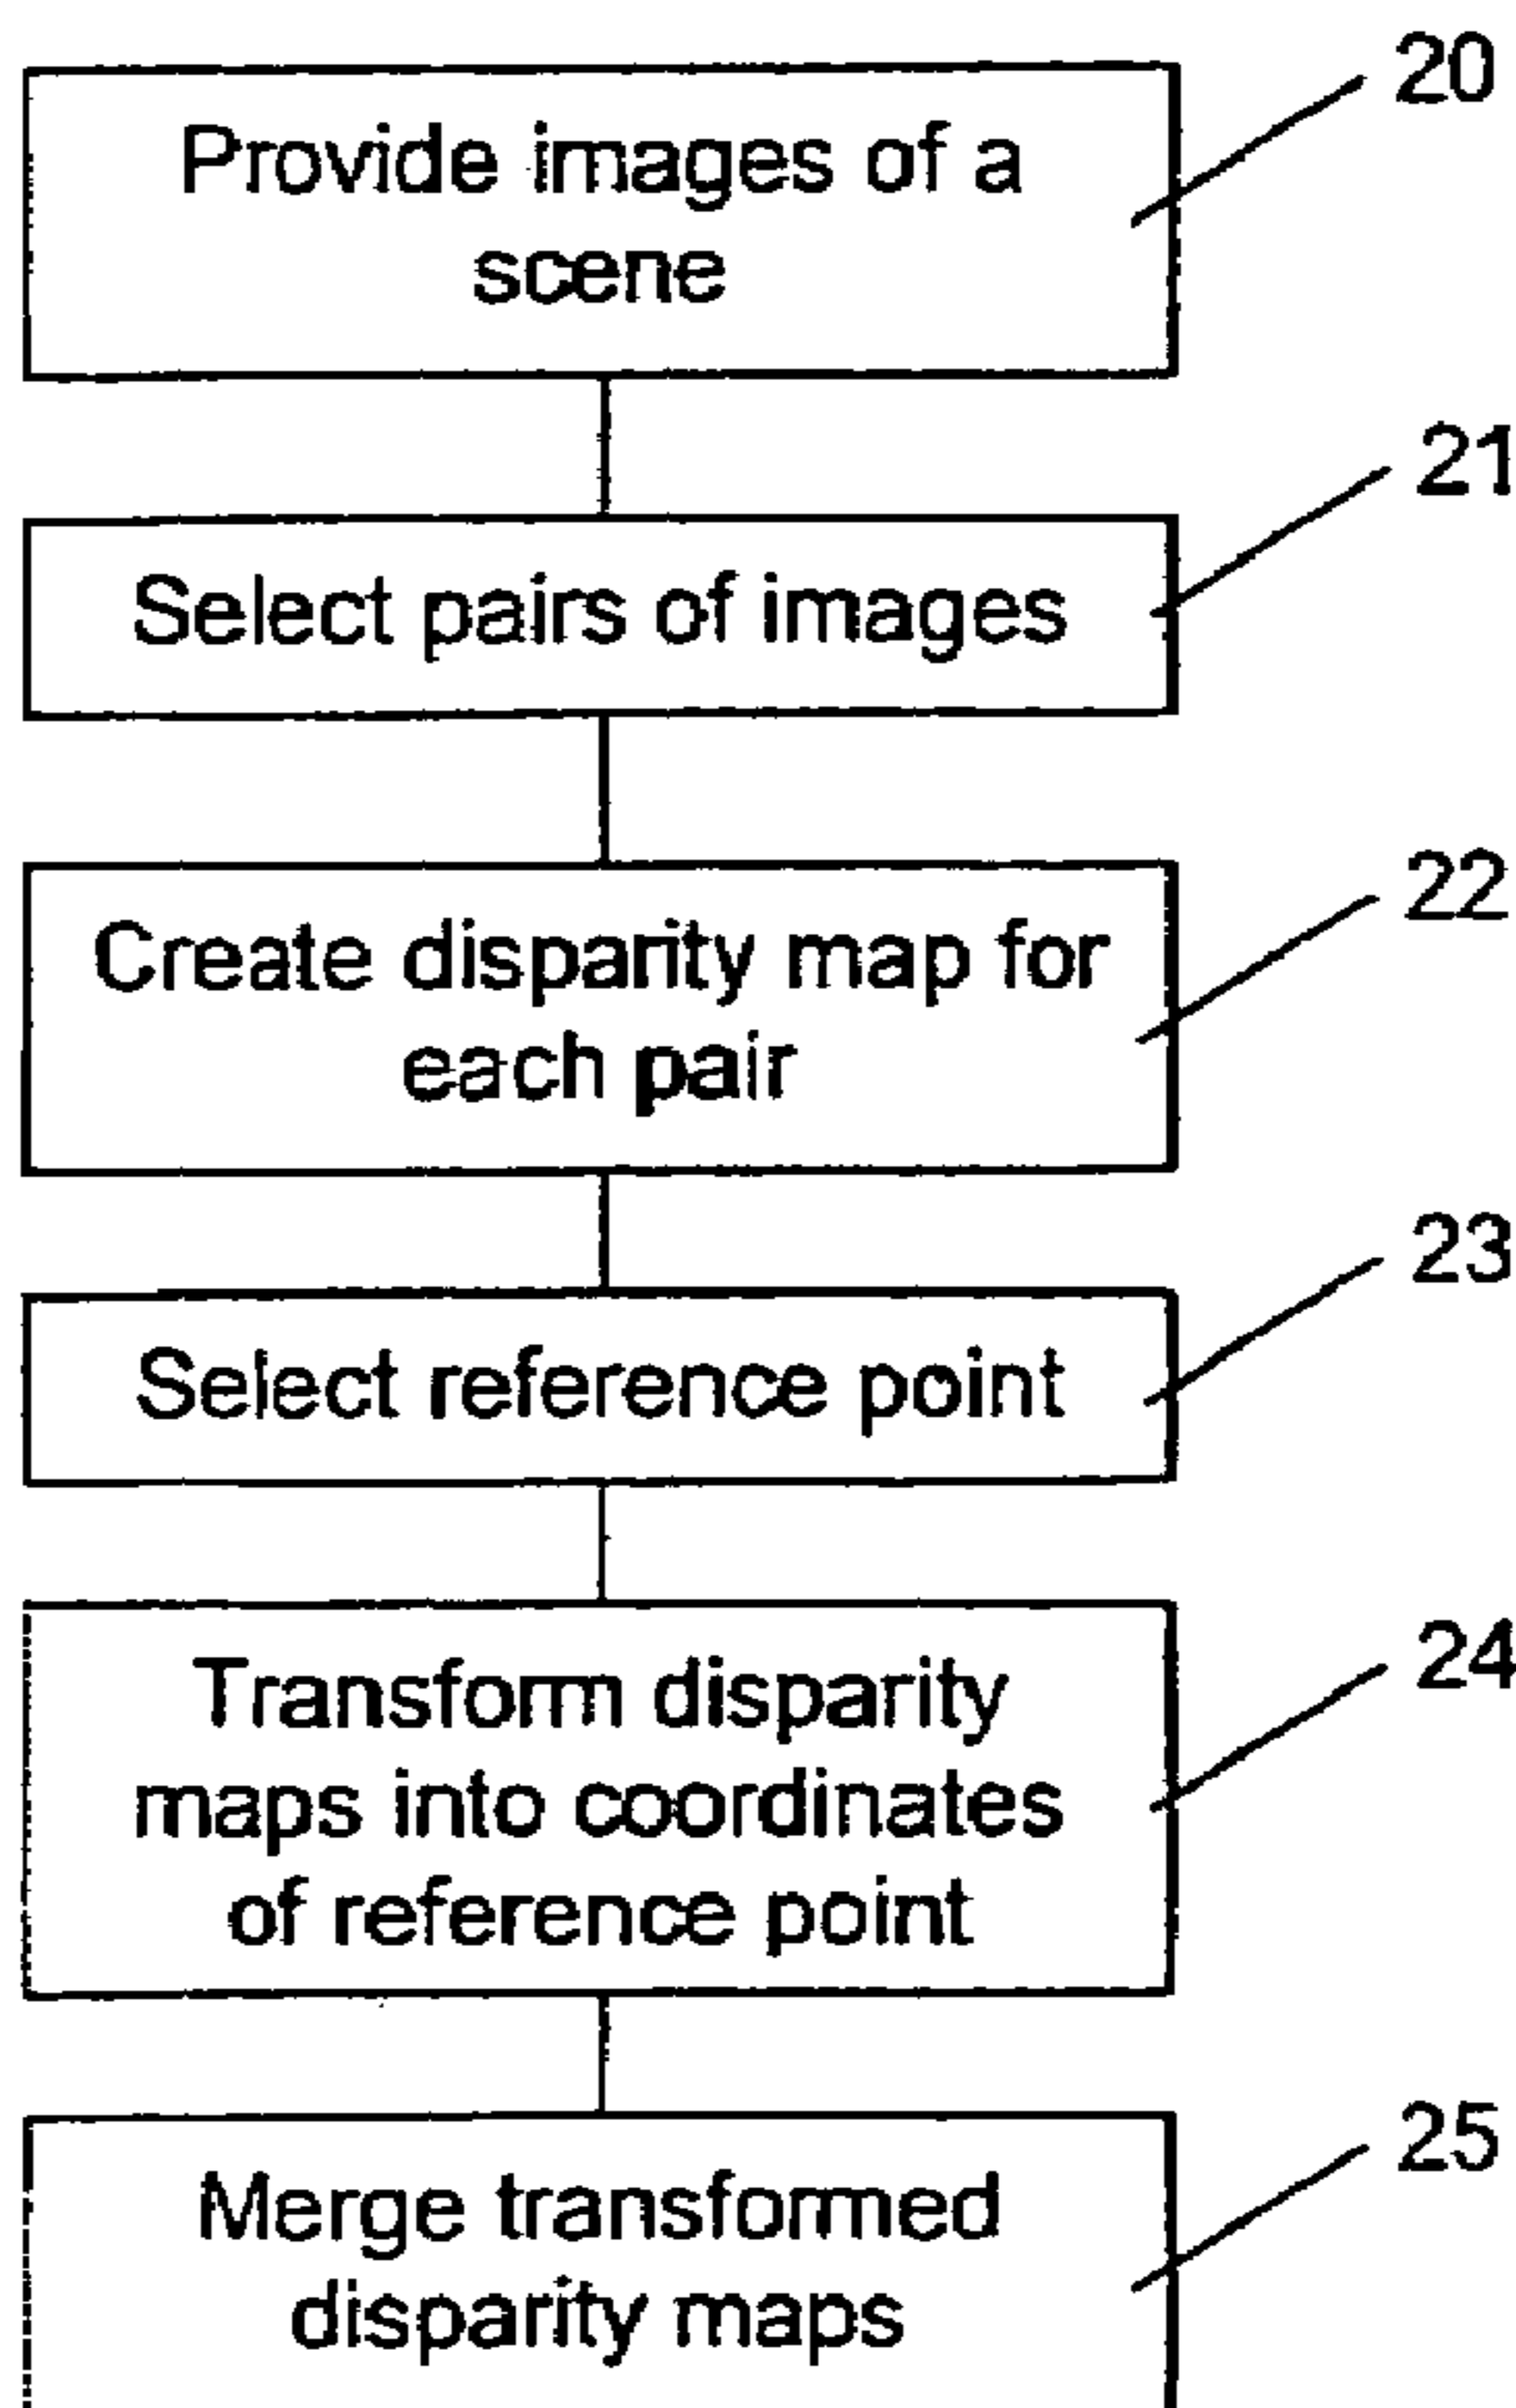 20
Provide images of a
scene
21
Select pairs of images
22
Create disparity map for
each pair
23
Select reference point
24
Transform disparity
maps into coordinates
of reference point
25
Merge transformed
disparity maps